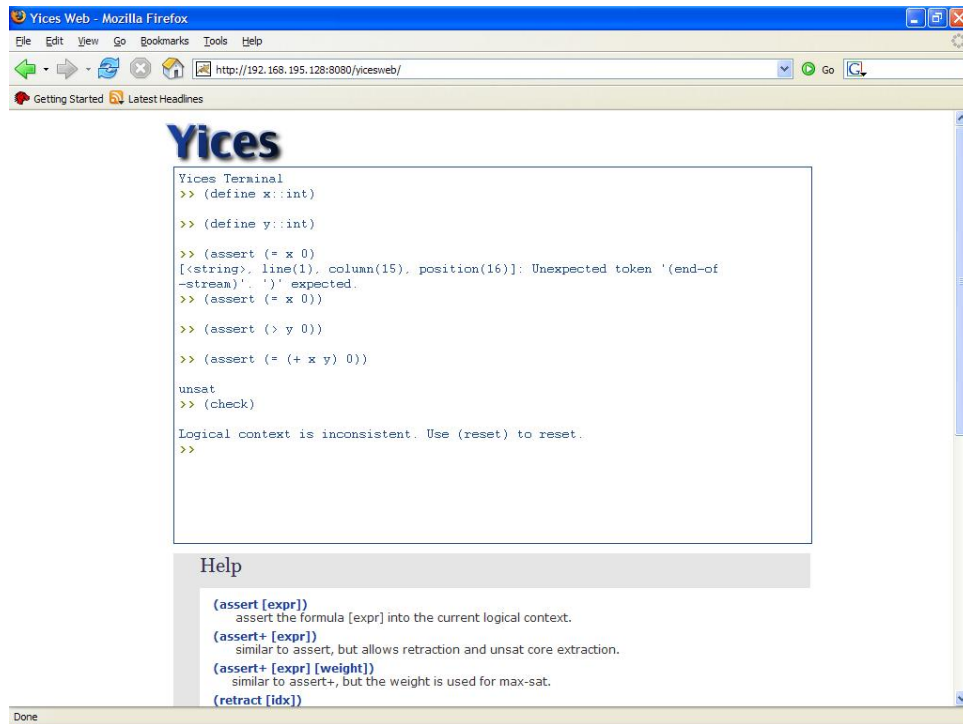 Yices Web - Mozilla Firefox
File Edit View Go Bookmarks Tools Help
http://192.168.195.128:8080/yicesweb/ Go G
Getting Started Latest Headlines
Yices
Yices Terminal
>> (define x::int)
>> (define y::int)
>> (assert (= x 0)
[<string>, line(1), column(15), position(16)]: Unexpected token '(end-of
-stream)'. ')' expected.
>> (assert (= x 0))
>> (assert (> y 0))
>> (assert (= (+ x y) 0))
unsat
>> (check)
Logical context is inconsistent. Use (reset) to reset.
>>
Help
(assert [expr])
assert the formula [expr] into the current logical context.
(assert+ [expr])
similar to assert, but allows retraction and unsat core extraction.
(assert+ [expr] [weight])
similar to assert+, but the weight is used for max-sat.
(retract [idx])
Done